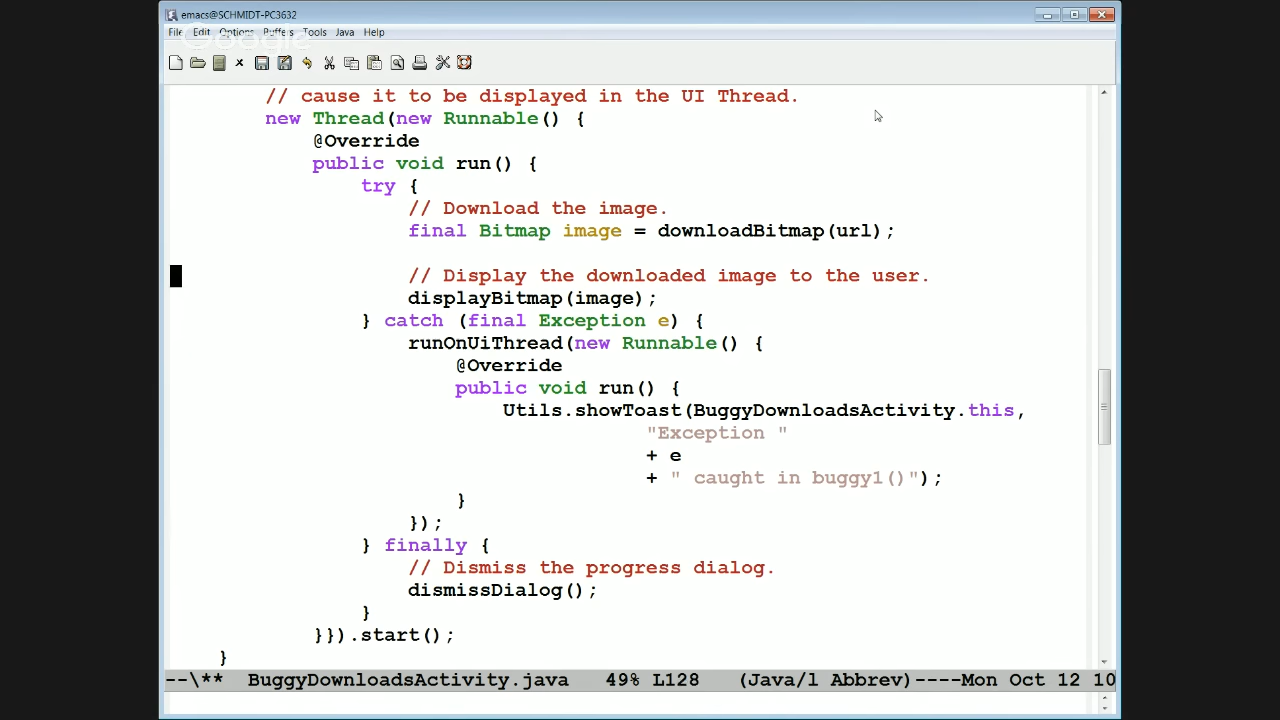 emacs@SCHMIDT-PC3632
File Edit Options Buffers Tools Java Help
Google
// cause it to be displayed in the UI Thread.
new Thread(new Runnable() {
@Override
public void run() {
try {
// Download the image.
final Bitmap image = downloadBitmap(url);
// Display the downloaded image to the user.
displayBitmap(image);
} catch (final Exception e) {
runOnUiThread(new Runnable() {
@Override
public void run() {
Utils.showToast(BuggyDownloadsActivity.this,
"Exception "
+ e
+ " caught in buggy1()");
}
});
} finally {
// Dismiss the progress dialog.
dismissDialog();
}
}}).start();
}
--\** BuggyDownloadsActivity.java 49% L128 (Java/l Abbrev)----Mon Oct 12 10